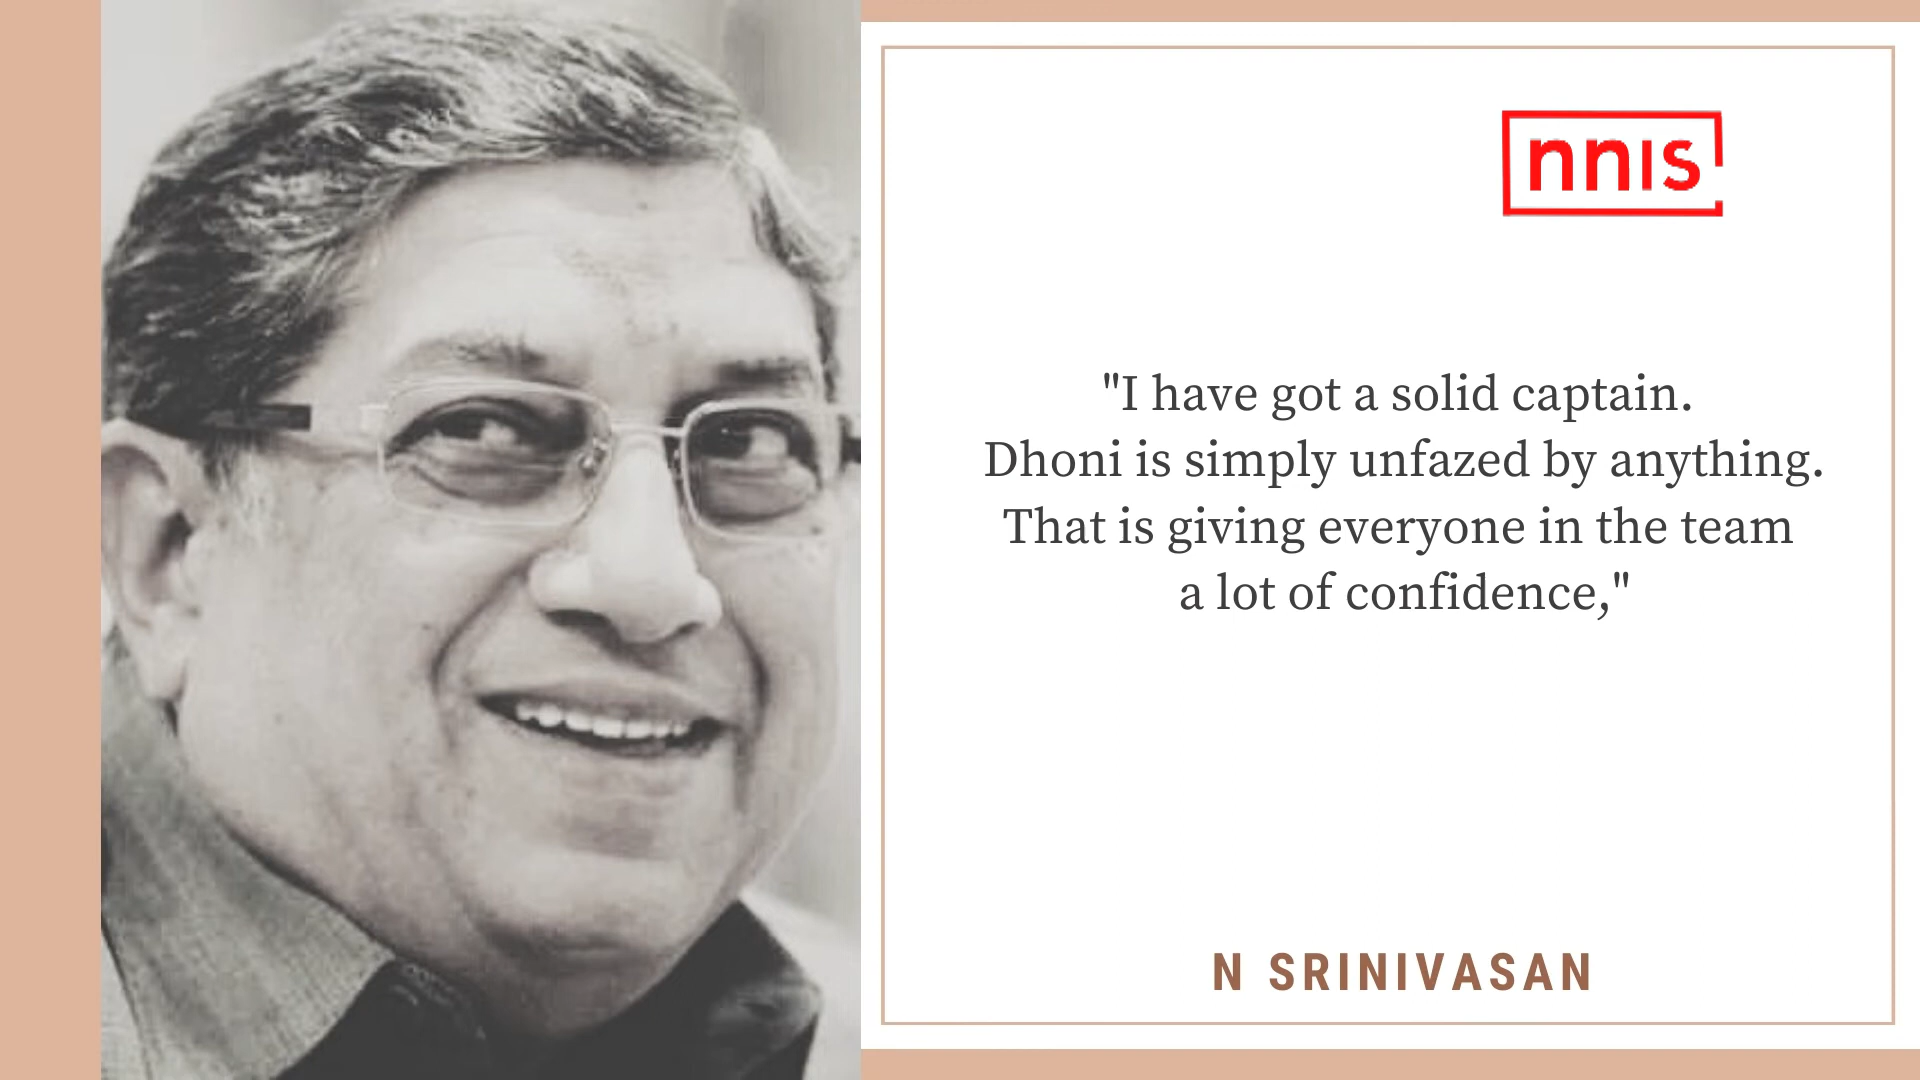 nnis
"I have got a solid captain.
Dhoni is simply unfazed by anything.
That is giving everyone in the team
a lot of confidence,"
N SRINIVASAN